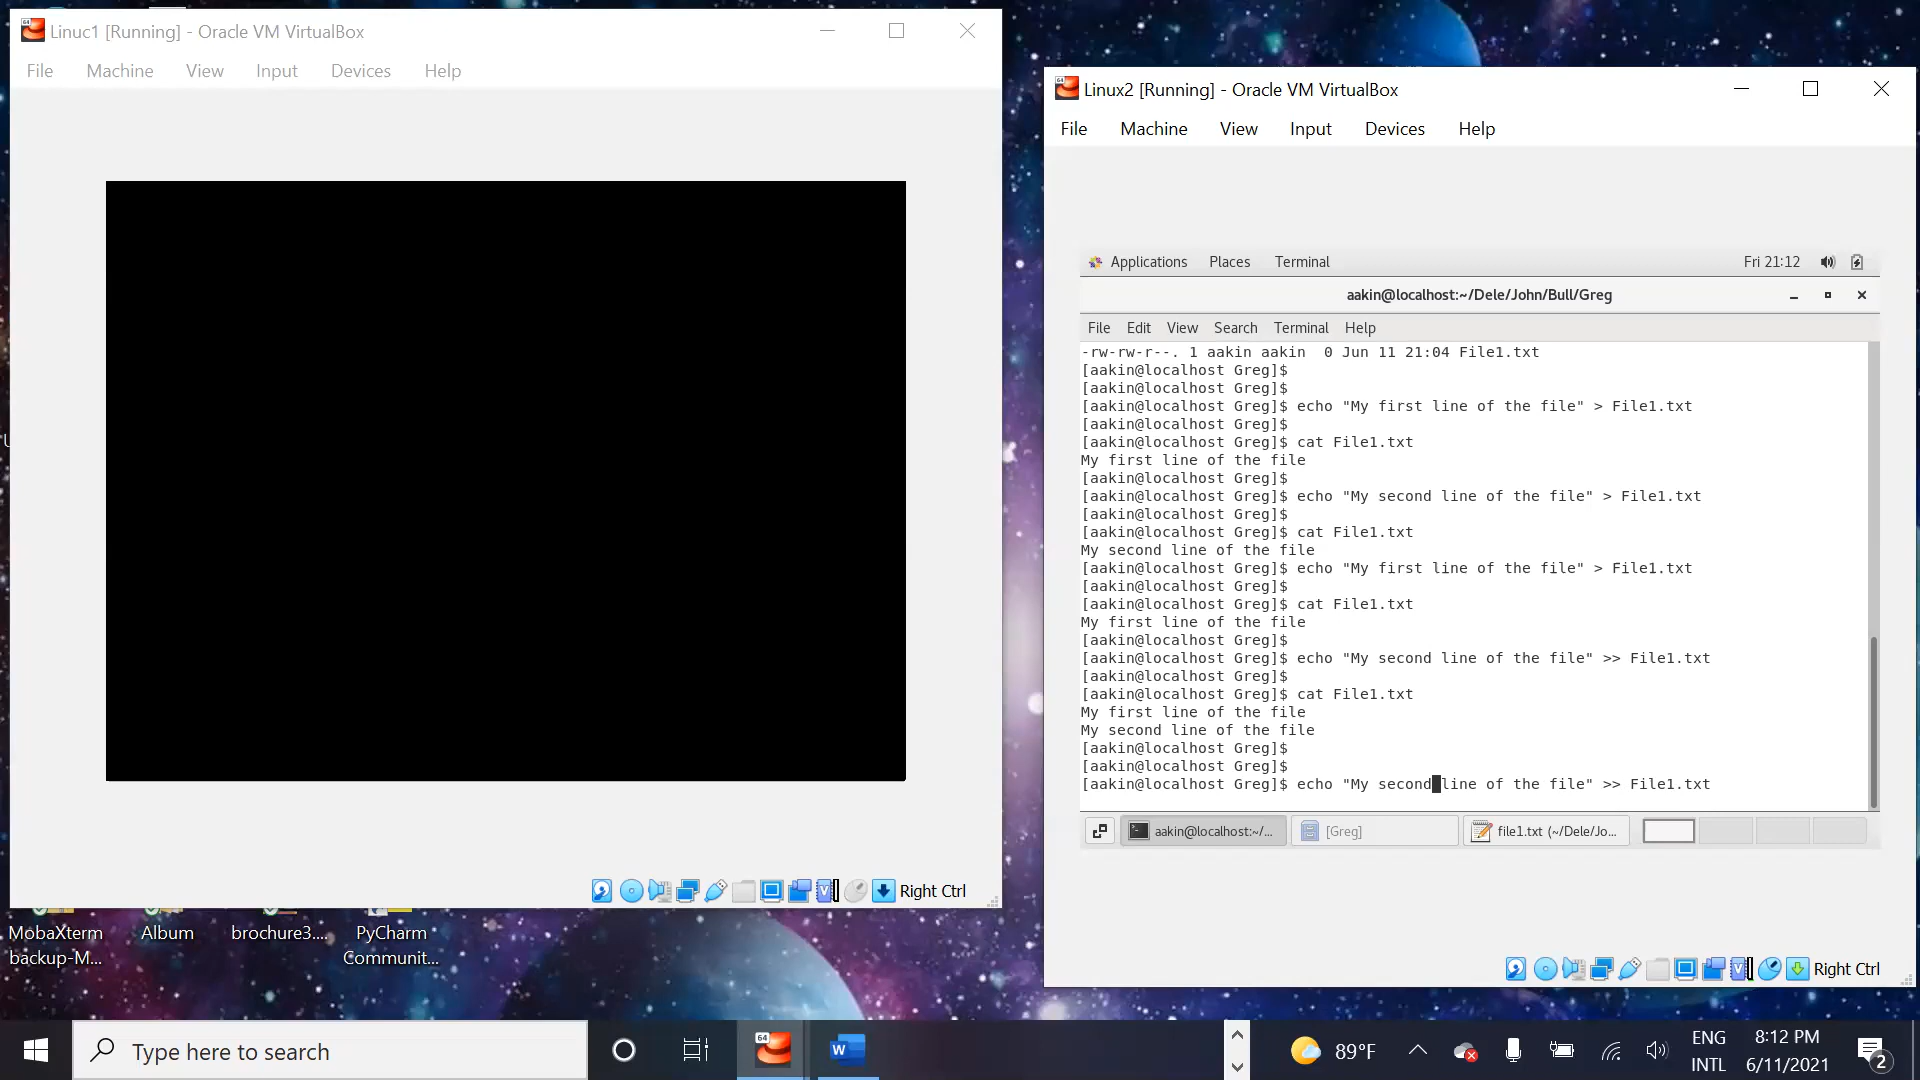 Linuc1 [Running] - Oracle VM VirtualBox
File Machine View Input Devices Help
Right Ctrl
Linux2 [Running] - Oracle VM VirtualBox
File Machine View Input Devices Help
Applications Places Terminal Fri 21:12
aakin@localhost:~/Dele/John/Bull/Greg
File Edit View Search Terminal Help
-rw-rw-r--. 1 aakin aakin  0 Jun 11 21:04 File1.txt
[aakin@localhost Greg]$
[aakin@localhost Greg]$
[aakin@localhost Greg]$ echo "My first line of the file" > File1.txt
[aakin@localhost Greg]$
[aakin@localhost Greg]$ cat File1.txt
My first line of the file
[aakin@localhost Greg]$
[aakin@localhost Greg]$ echo "My second line of the file" > File1.txt
[aakin@localhost Greg]$
[aakin@localhost Greg]$ cat File1.txt
My second line of the file
[aakin@localhost Greg]$ echo "My first line of the file" > File1.txt
[aakin@localhost Greg]$
[aakin@localhost Greg]$ cat File1.txt
My first line of the file
[aakin@localhost Greg]$
[aakin@localhost Greg]$ echo "My second line of the file" >> File1.txt
[aakin@localhost Greg]$
[aakin@localhost Greg]$ cat File1.txt
My first line of the file
My second line of the file
[aakin@localhost Greg]$
[aakin@localhost Greg]$
[aakin@localhost Greg]$ echo "My second line of the file" >> File1.txt
aakin@localhost:~/... [Greg] file1.txt (~/Dele/Jo...
Right Ctrl
MobaXterm backup-M...
Album
brochure3....
PyCharm Communit...
Type here to search
64
W
89°F
ENG
INTL
8:12 PM
6/11/2021
2